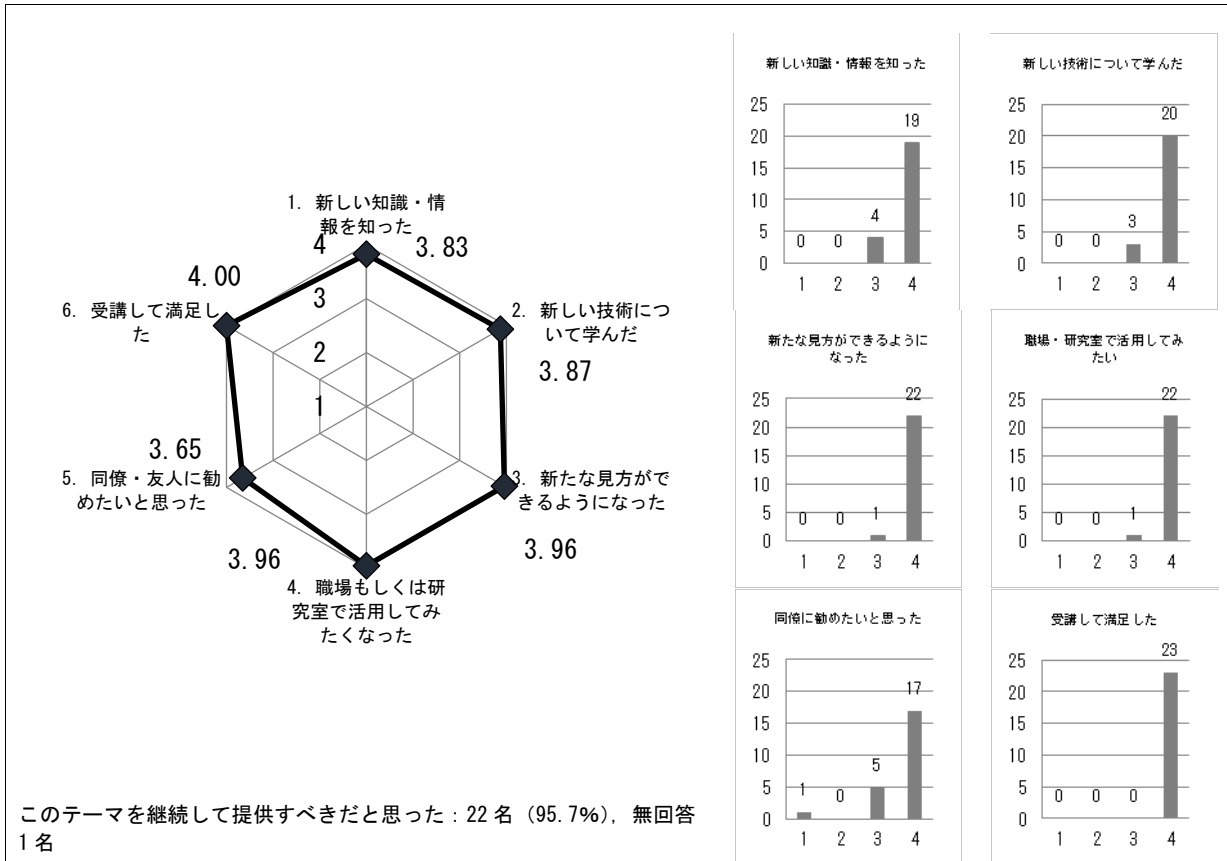 1. 新しい知識・情
報を知った
3.83
4
3
2
1
2. 新しい技術につ
いて学んだ
3.87
3. 新たな見方がで
きるようになった
3.96
4. 職場もしくは研
究室で活用してみ
たくなった
3.96
5. 同僚・友人に勧
めたいと思った
3.65
6. 受講して満足し
た
4.00
このテーマを継続して提供すべきだと思った：22名 (95.7%), 無回答
1名
新しい知識・情報を知った
25
20
15
10
5
0
0 0 4 19
1 2 3 4
新しい技術について学んだ
25
20
15
10
5
0
0 0 3 20
1 2 3 4
新たな見方ができるように
なった
25
20
15
10
5
0
0 0 1 22
1 2 3 4
職場・研究室で活用してみ
たい
25
20
15
10
5
0
0 0 1 22
1 2 3 4
同僚に勧めたいと思った
25
20
15
10
5
0
1 0 5 17
1 2 3 4
受講して満足した
25
20
15
10
5
0
0 0 0 23
1 2 3 4